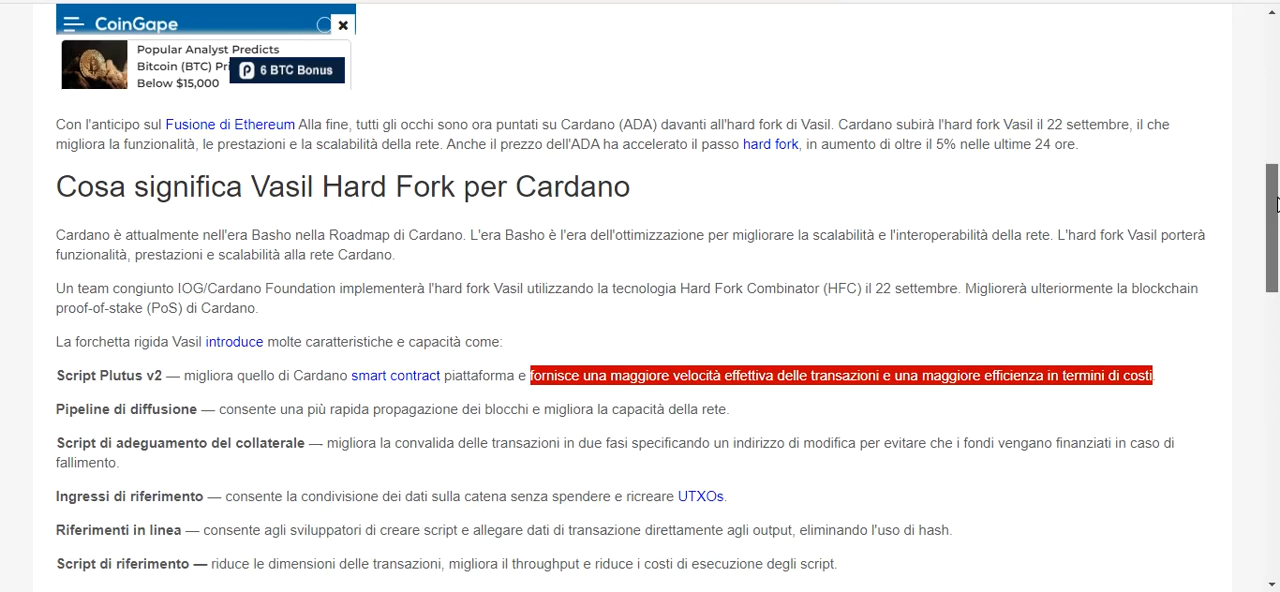 CoinGape
Popular Analyst Predicts
Bitcoin (BTC) Pri
6 BTC Bonus
Below $15,000
Con l'anticipo sul Fusione di Ethereum Alla fine, tutti gli occhi sono ora puntati su Cardano (ADA) davanti all'hard fork di Vasil. Cardano subirà l'hard fork Vasil il 22 settembre, il che
migliora la funzionalità, le prestazioni e la scalabilità della rete. Anche il prezzo dell'ADA ha accelerato il passo hard fork, in aumento di oltre il 5% nelle ultime 24 ore.
Cosa significa Vasil Hard Fork per Cardano
Cardano è attualmente nell'era Basho nella Roadmap di Cardano. L'era Basho è l'era dell'ottimizzazione per migliorare la scalabilità e l'interoperabilità della rete. L'hard fork Vasil porterà
funzionalità, prestazioni e scalabilità alla rete Cardano.
Un team congiunto IOG/Cardano Foundation implementerà l'hard fork Vasil utilizzando la tecnologia Hard Fork Combinator (HFC) il 22 settembre. Migliorerà ulteriormente la blockchain
proof-of-stake (PoS) di Cardano.
La forchetta rigida Vasil introduce molte caratteristiche e capacità come:
Script Plutus v2 — migliora quello di Cardano smart contract piattaforma e fornisce una maggiore velocità effettiva delle transazioni e una maggiore efficienza in termini di costi.
Pipeline di diffusione — consente una più rapida propagazione dei blocchi e migliora la capacità della rete.
Script di adeguamento del collaterale — migliora la convalida delle transazioni in due fasi specificando un indirizzo di modifica per evitare che i fondi vengano finanziati in caso di
fallimento.
Ingressi di riferimento — consente la condivisione dei dati sulla catena senza spendere e ricreare UTXOs.
Riferimenti in linea — consente agli sviluppatori di creare script e allegare dati di transazione direttamente agli output, eliminando l'uso di hash.
Script di riferimento — riduce le dimensioni delle transazioni, migliora il throughput e riduce i costi di esecuzione degli script.